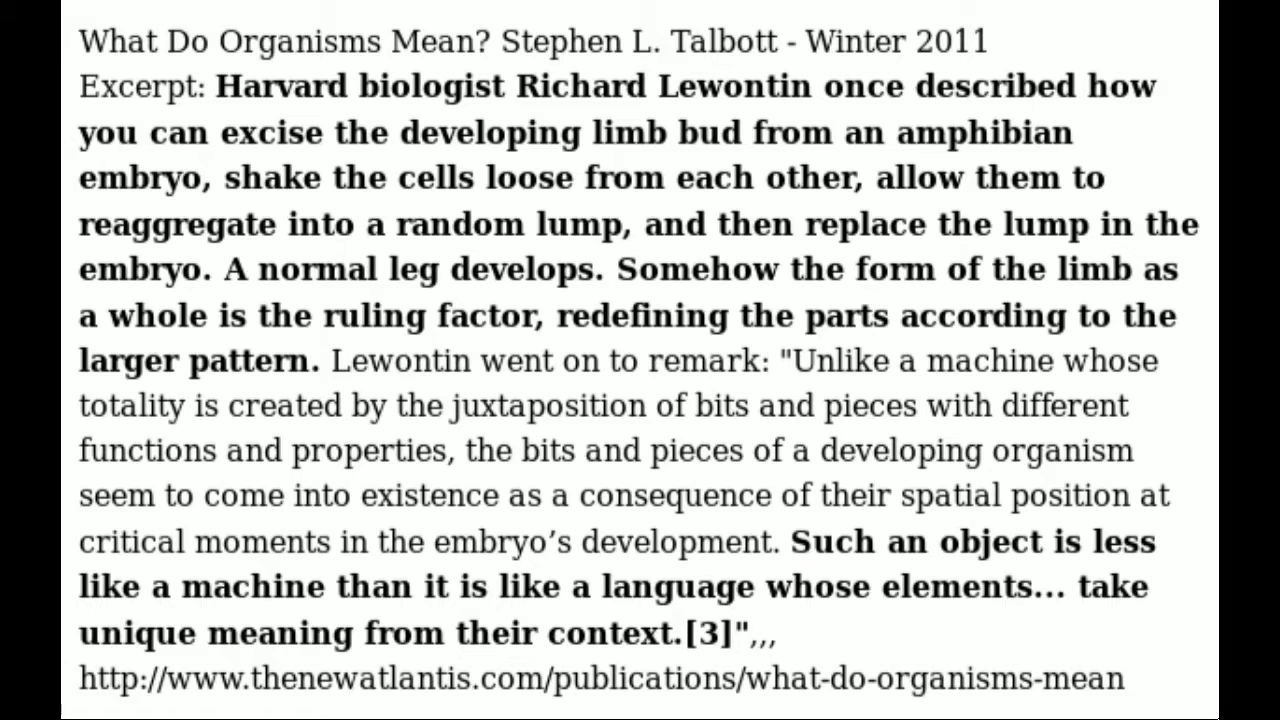 What Do Organisms Mean? Stephen L. Talbott - Winter 2011
Excerpt: Harvard biologist Richard Lewontin once described how
you can excise the developing limb bud from an amphibian
embryo, shake the cells loose from each other, allow them to
reaggregate into a random lump, and then replace the lump in the
embryo. A normal leg develops. Somehow the form of the limb as
a whole is the ruling factor, redefining the parts according to the
larger pattern. Lewontin went on to remark: "Unlike a machine whose
totality is created by the juxtaposition of bits and pieces with different
functions and properties, the bits and pieces of a developing organism
seem to come into existence as a consequence of their spatial position at
critical moments in the embryo’s development. Such an object is less
like a machine than it is like a language whose elements... take
unique meaning from their context.[3]",,,
http://www.thenewatlantis.com/publications/what-do-organisms-mean